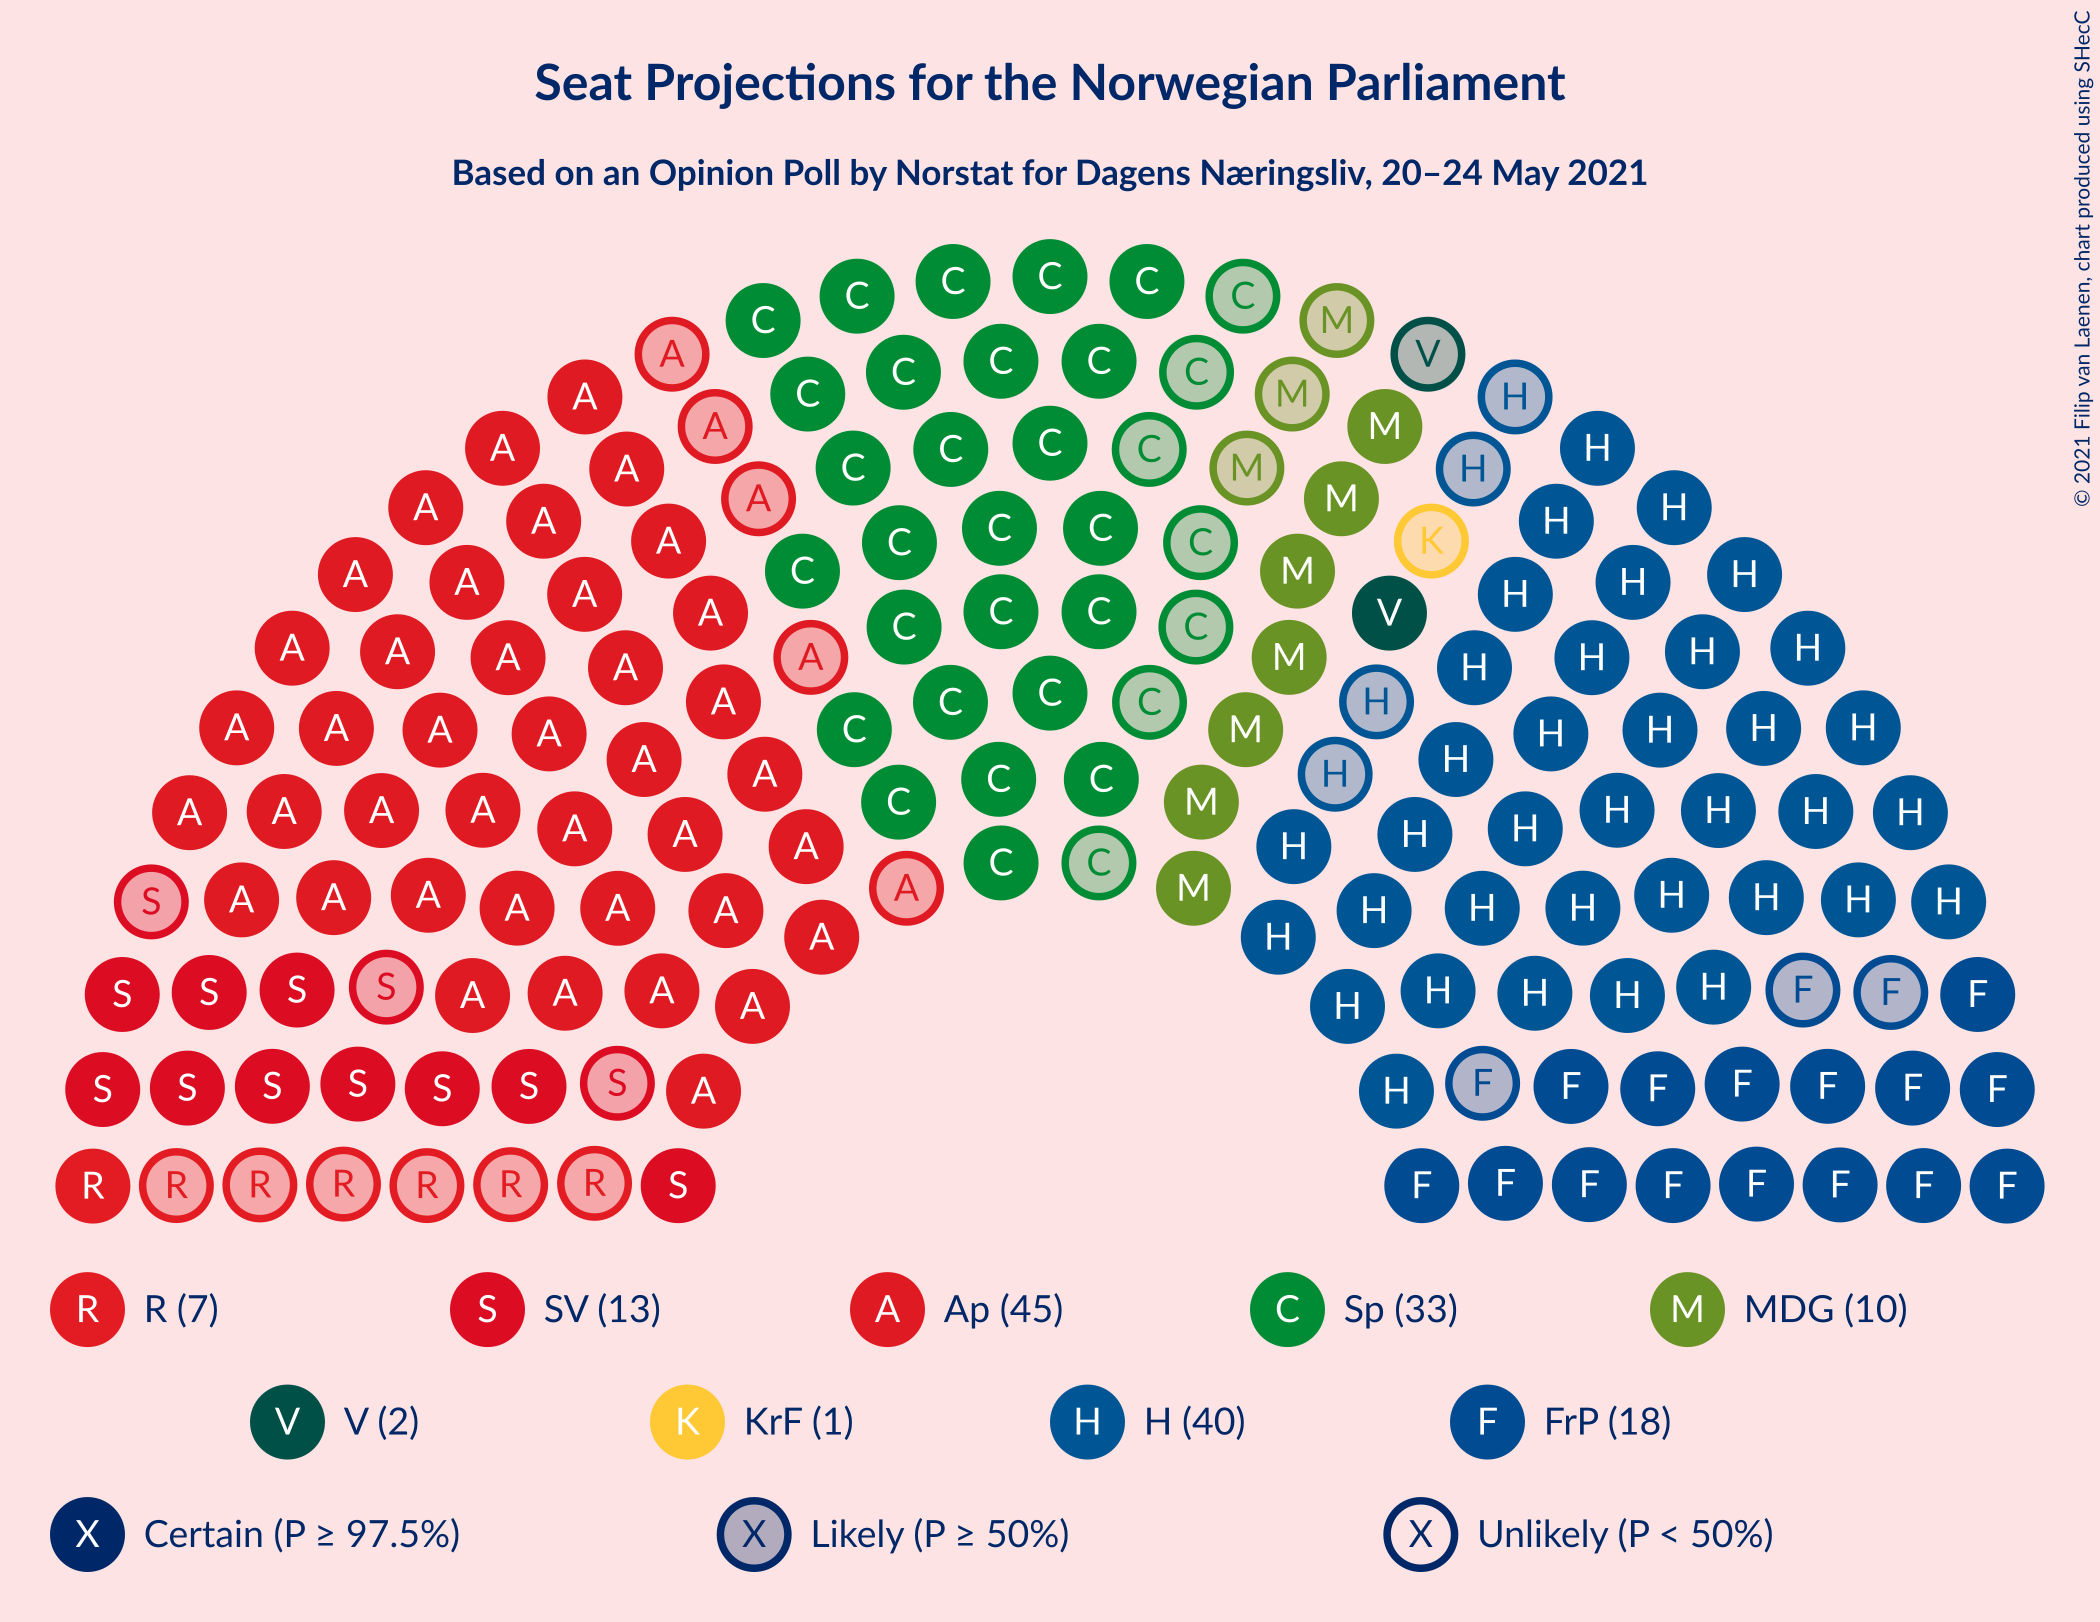 © 2021 Filip van Laenen, chart produced using SHecC
Seat Projections for the Norwegian Parliament
Based on an Opinion Poll by Norstat for Dagens Næringsliv, 20–24 May 2021
C C C C C
C M
A C C C C V
A C M H
A M
A C C C H
A C M H
A A M H
A C C H
A C C K
A A A C M H H H
A C C C C V
A A A A A M H H H H
A C C C H
A A A A C M H H H H
A A C C H H
A A A A A A A C M H H H H H H H
C C
S A A A A A A A M H H H H H H H
A H
S S S S A A A A H H H H H F F F
S S S S S S S A H F F F F F F F
R R R R R R R S F F F F F F F F
R R (7) S SV (13) A Ap (45) C Sp (33) M MDG (10)
V V (2) K KrF (1) H H (40) F FrP (18)
X Certain (P ≥ 97.5%) X Likely (P ≥ 50%) X Unlikely (P < 50%)